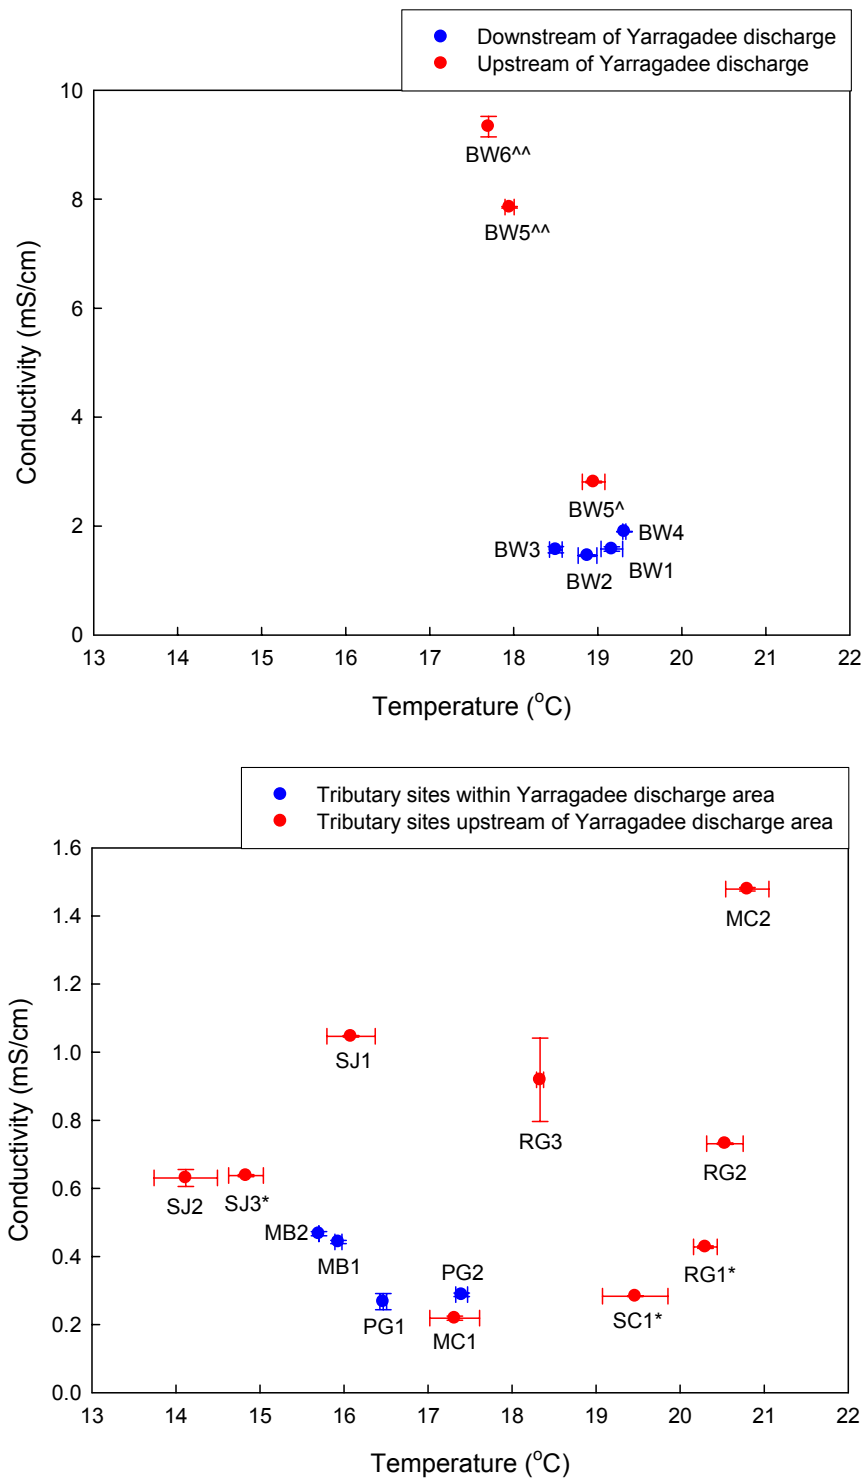 Downstream of Yarragadee discharge
Upstream of Yarragadee discharge
10
BW6^^
8
BW5^^
6
Conductivity (mS/cm)
4
BW5^
2
BW3
BW4
BW2
BW1
0
13 14 15 16 17 18 19 20 21 22
Temperature (°C)
Tributary sites within Yarragadee discharge area
Tributary sites upstream of Yarragadee discharge area
1.6
MC2
1.4
1.2
SJ1
1.0
Conductivity (mS/cm)
RG3
0.8
RG2
0.6
SJ2
SJ3*
MB2
MB1
0.4
PG2
RG1*
PG1
MC1
SC1*
0.2
0.0
13 14 15 16 17 18 19 20 21 22
Temperature (°C)